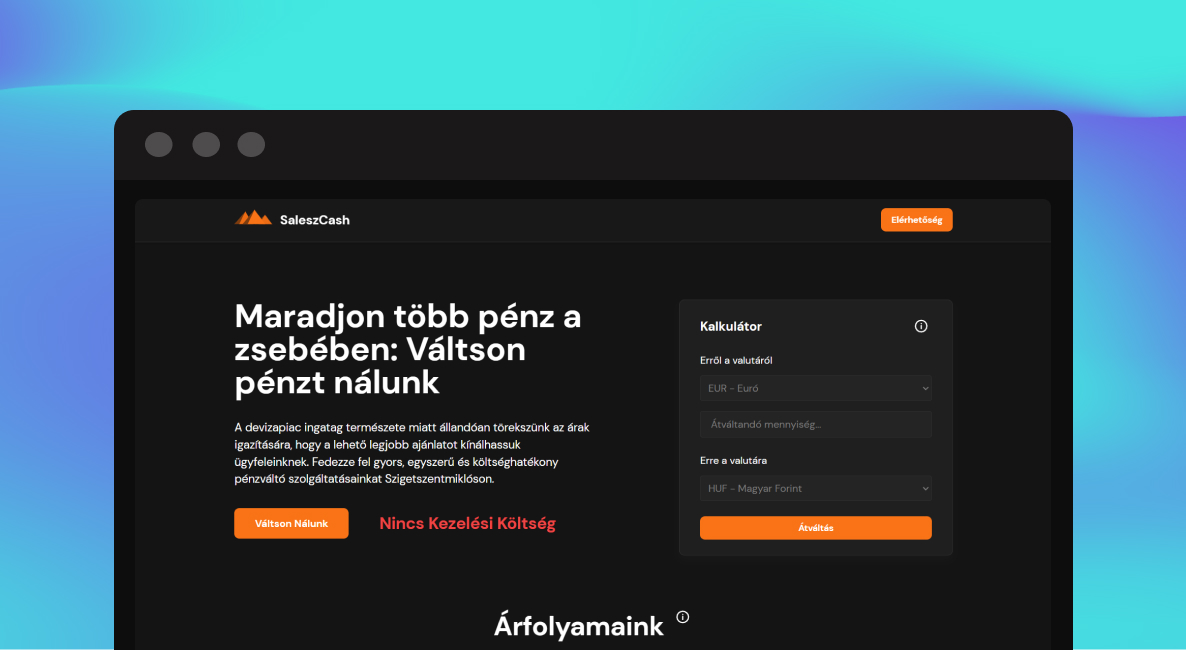 SaleszCash
Elérhetőség
Maradjon több pénz a
zsebében: Váltson
pénzt nálunk
A devizapiac ingatag természete miatt állandóan törekszünk az árak
igazítására, hogy a lehető legjobb ajánlatot kínálhassuk
ügyfeleinknek. Fedezze fel gyors, egyszerű és költséghatékony
pénzváltó szolgáltatásainkat Szigetszentmiklóson.
Váltson Nálunk
Nincs Kezelési Költség
Kalkulátor
Erről a valutáról
EUR - Euró
Átváltandó mennyiség...
Erre a valutára
HUF - Magyar Forint
Átváltás
Árfolyamaink